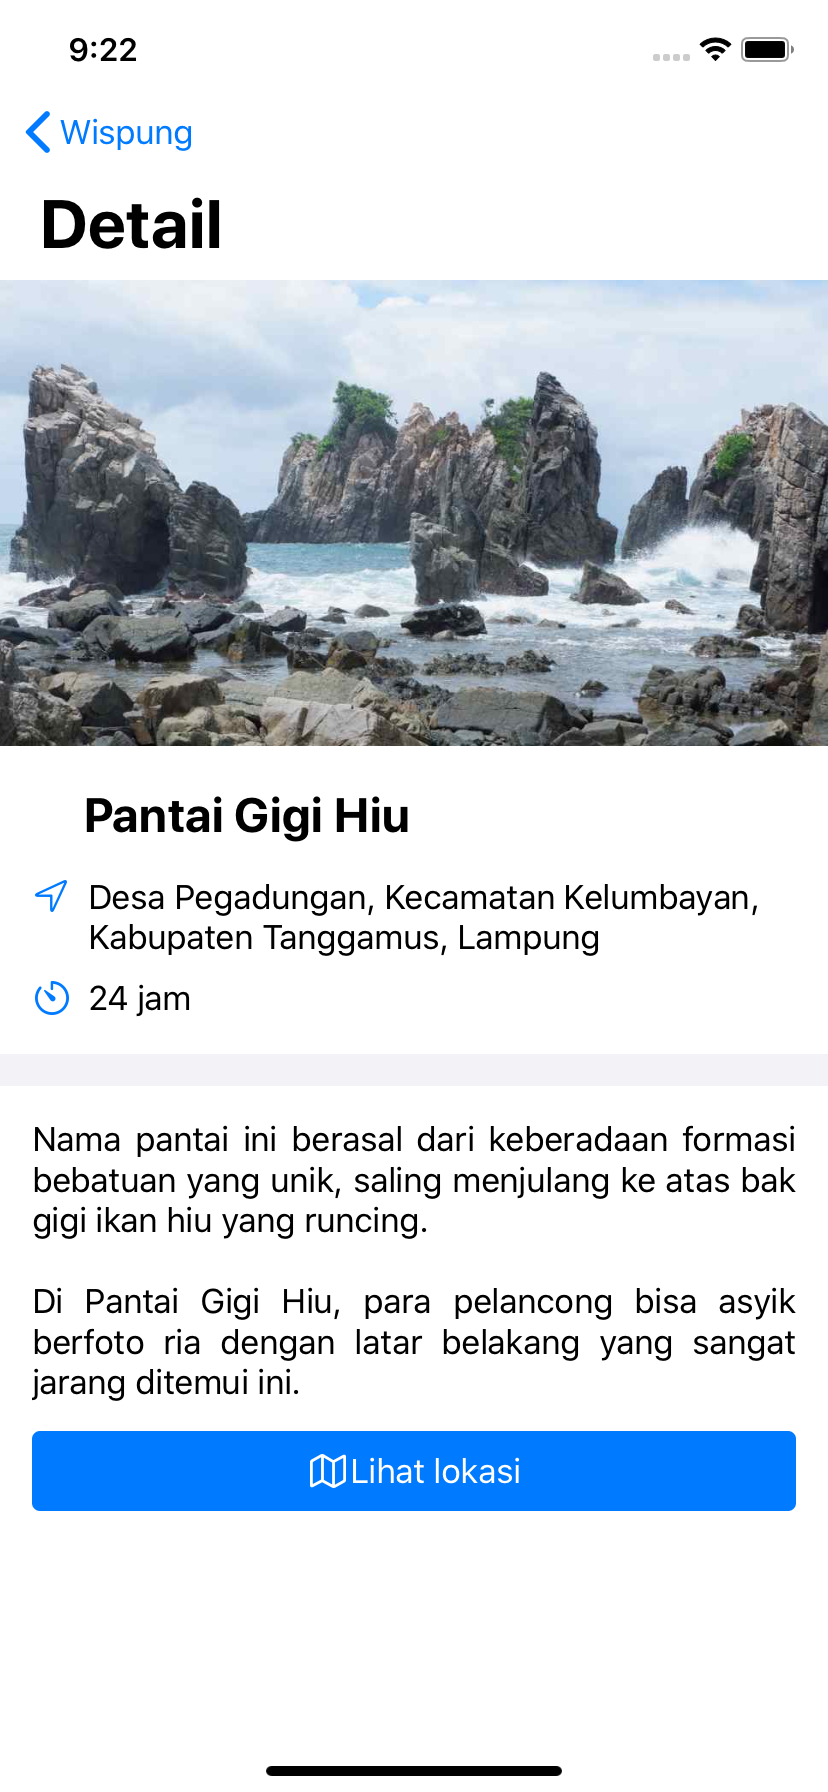 9:22
Wispung
Detail
Pantai Gigi Hiu
Desa Pegadungan, Kecamatan Kelumbayan,
Kabupaten Tanggamus, Lampung
24 jam
Nama pantai ini berasal dari keberadaan formasi
bebatuan yang unik, saling menjulang ke atas bak
gigi ikan hiu yang runcing.
Di Pantai Gigi Hiu, para pelancong bisa asyik
berfoto ria dengan latar belakang yang sangat
jarang ditemui ini.
Lihat lokasi